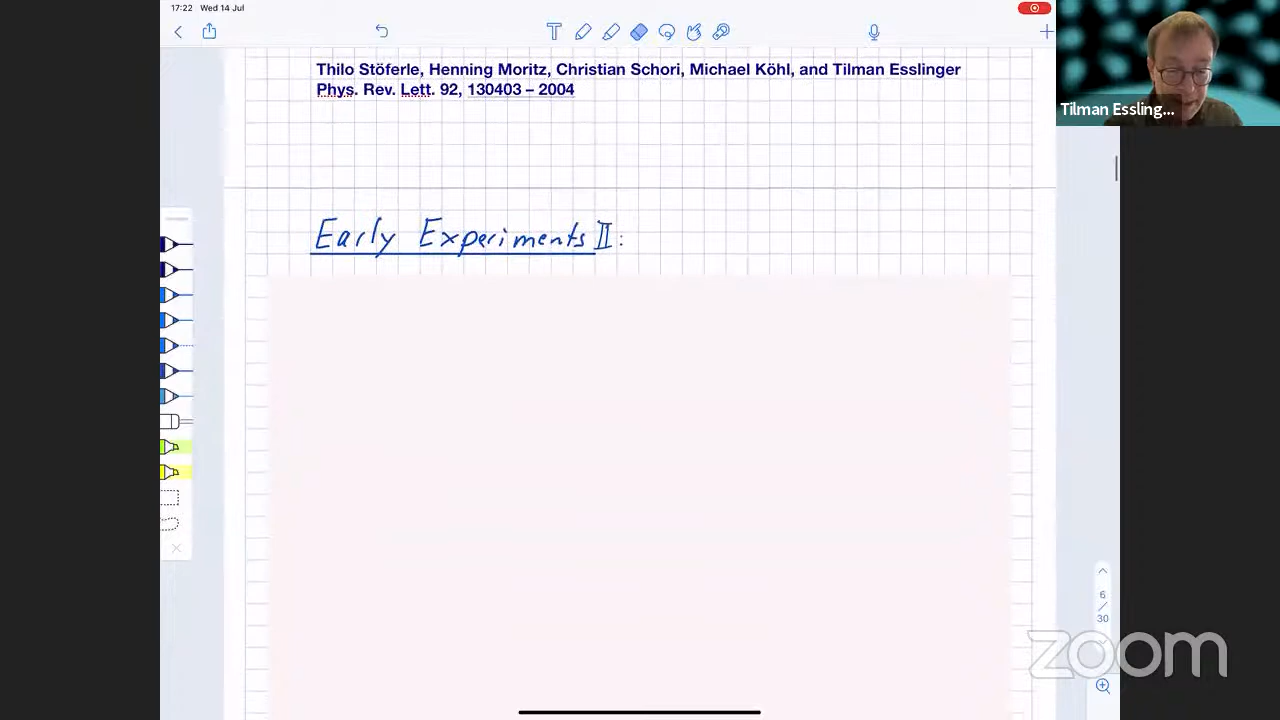 17:22 Wed 14 Jul
Thilo Stöferle, Henning Moritz, Christian Schori, Michael Köhl, and Tilman Esslinger
Phys. Rev. Lett. 92, 130403 – 2004
Tilman Essling...
Early Experiments II:
6
/
30
zoom